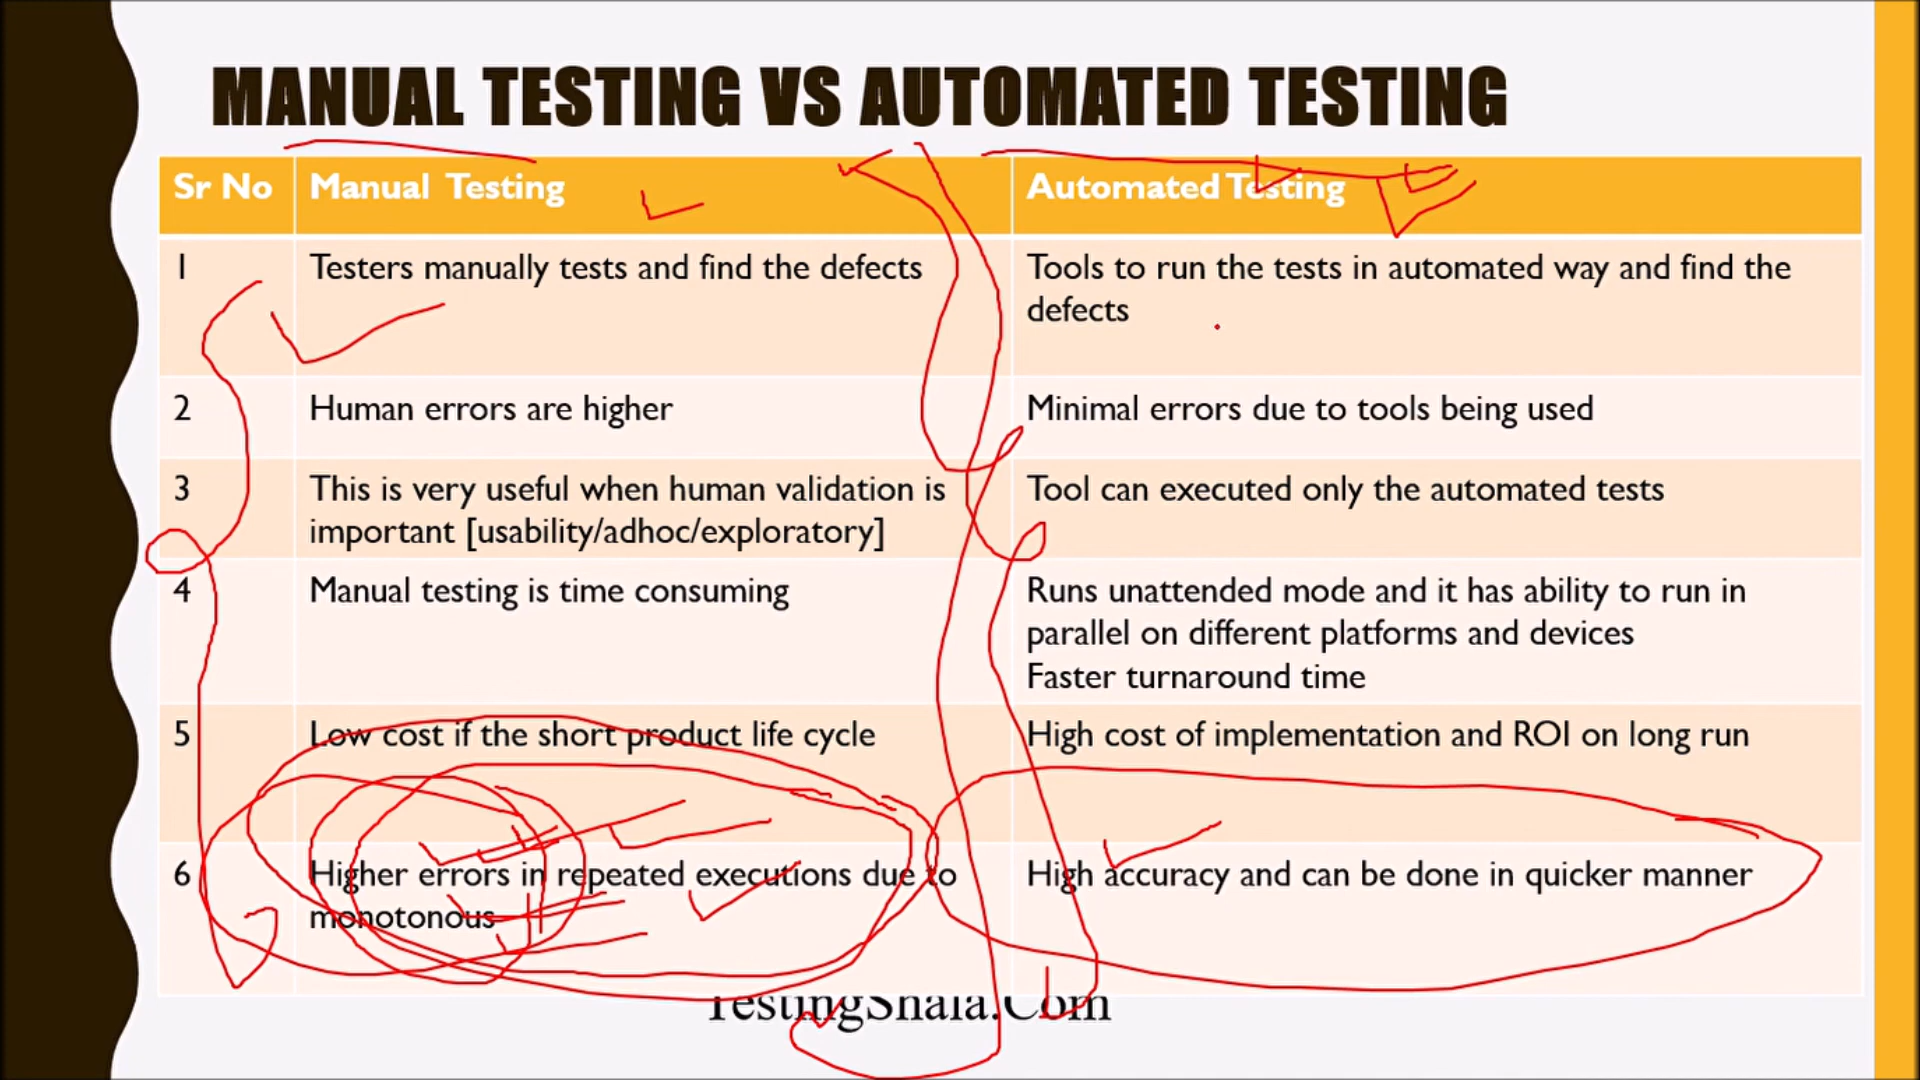 MANUAL TESTING VS AUTOMATED TESTING
Sr No Manual Testing Automated Testing
1 Testers manually tests and find the defects Tools to run the tests in automated way and find the
defects
2 Human errors are higher Minimal errors due to tools being used
3 This is very useful when human validation is Tool can executed only the automated tests
important [usability/adhoc/exploratory]
4 Manual testing is time consuming Runs unattended mode and it has ability to run in
parallel on different platforms and devices
Faster turnaround time
5 Low cost if the short product life cycle High cost of implementation and ROI on long run
6 Higher errors in repeated executions due to High accuracy and can be done in quicker manner
monotonous
TestingShala.Com